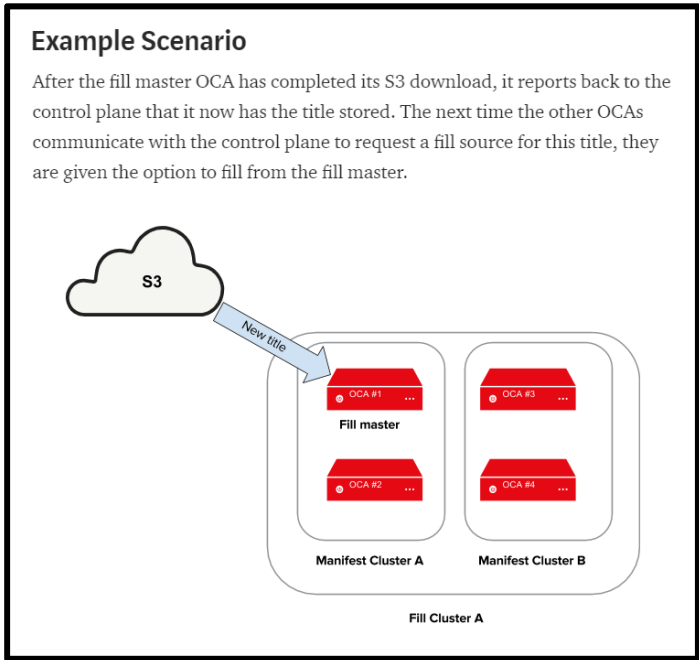 Example Scenario
After the fill master OCA has completed its S3 download, it reports back to the
control plane that it now has the title stored. The next time the other OCAs
communicate with the control plane to request a fill source for this title, they
are given the option to fill from the fill master.
S3
New title
OCA #1
OCA #3
Fill master
OCA #2
OCA #4
Manifest Cluster A
Manifest Cluster B
Fill Cluster A